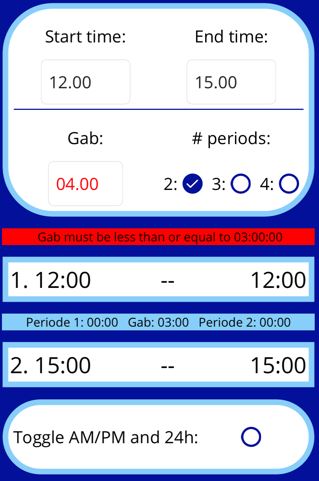 Start time: End time:
12.00 15.00
Gab: # periods:
04.00 2: 3: 4:
Gab must be less than or equal to 03:00:00
1. 12:00 -- 12:00
Periode 1: 00:00 Gab: 03:00 Periode 2: 00:00
2. 15:00 -- 15:00
Toggle AM/PM and 24h: